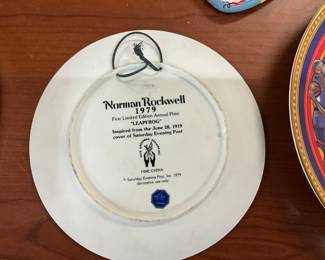 Norman Rockwell
1979
First Limited Edition Annual Plate
"LEAPFROG"
Inspired from the June 28, 1919
cover of Saturday Evening Post
FINE CHINA
© Saturday Evening Post, Inc. 1979
decorative use only